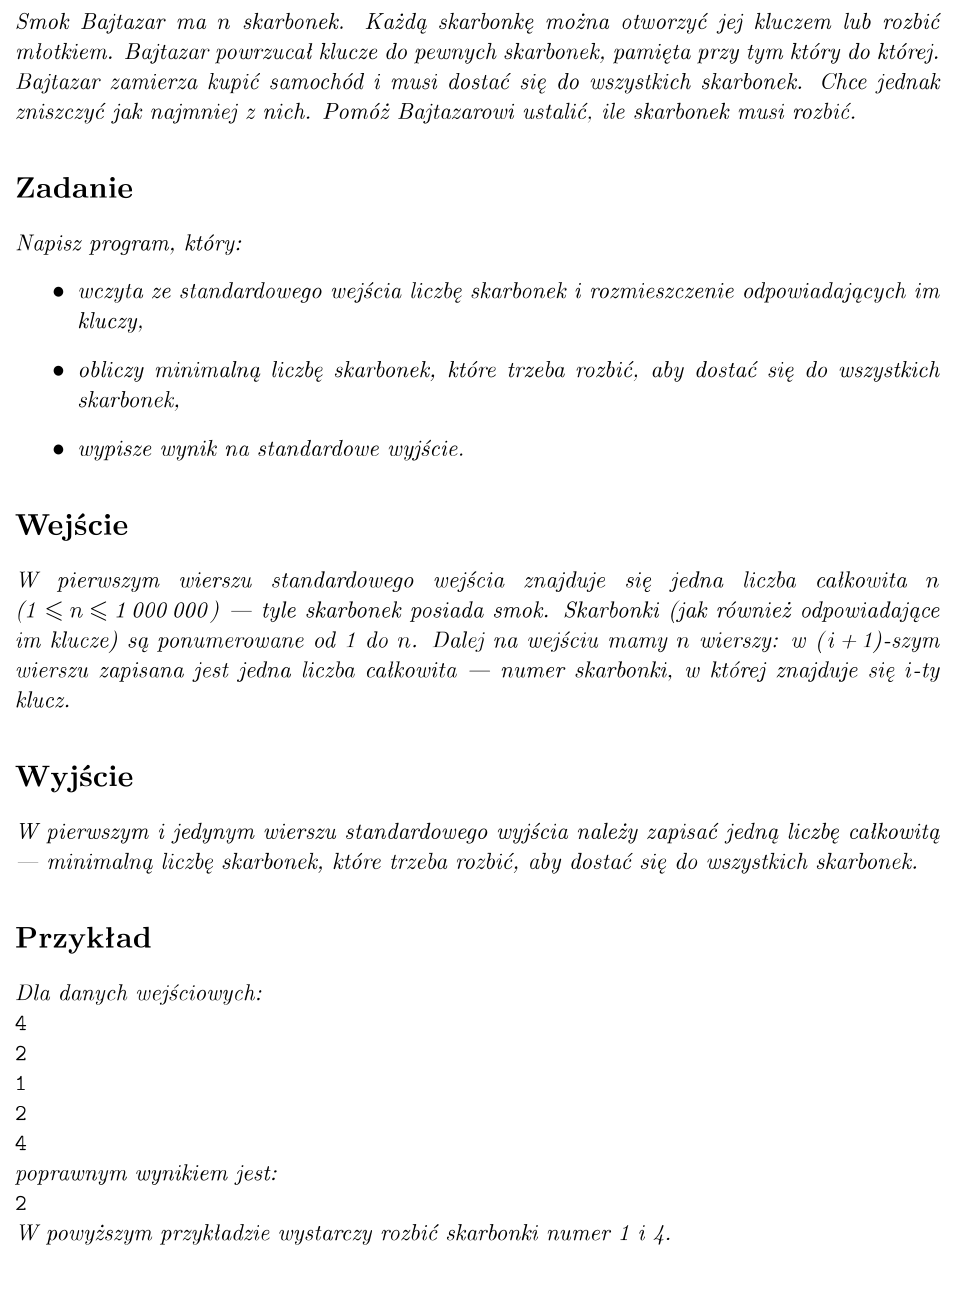 Smok Bajtazar ma n skarbonek. Każdą skarbonkę można otworzyć jej kluczem lub rozbić
młotkiem. Bajtazar powrzucał klucze do pewnych skarbonek, pamięta przy tym który do której.
Bajtazar zamierza kupić samochód i musi dostać się do wszystkich skarbonek. Chce jednak
zniszczyć jak najmniej z nich. Pomóż Bajtazarowi ustalić, ile skarbonek musi rozbić.
Zadanie
Napisz program, który:
• wczyta ze standardowego wejścia liczbę skarbonek i rozmieszczenie odpowiadających im
kluczy,
• obliczy minimalną liczbę skarbonek, które trzeba rozbić, aby dostać się do wszystkich
skarbonek,
• wypisze wynik na standardowe wyjście.
Wejście
W pierwszym wierszu standardowego wejścia znajduje się jedna liczba całkowita n
(1 ⩽ n ⩽ 1 000 000) — tyle skarbonek posiada smok. Skarbonki (jak również odpowiadające
im klucze) są ponumerowane od 1 do n. Dalej na wejściu mamy n wierszy: w (i + 1)-szym
wierszu zapisana jest jedna liczba całkowita — numer skarbonki, w której znajduje się i-ty
klucz.
Wyjście
W pierwszym i jedynym wierszu standardowego wyjścia należy zapisać jedną liczbę całkowitą
— minimalną liczbę skarbonek, które trzeba rozbić, aby dostać się do wszystkich skarbonek.
Przykład
Dla danych wejściowych:
4
2
1
2
4
poprawnym wynikiem jest:
2
W powyższym przykładzie wystarczy rozbić skarbonki numer 1 i 4.